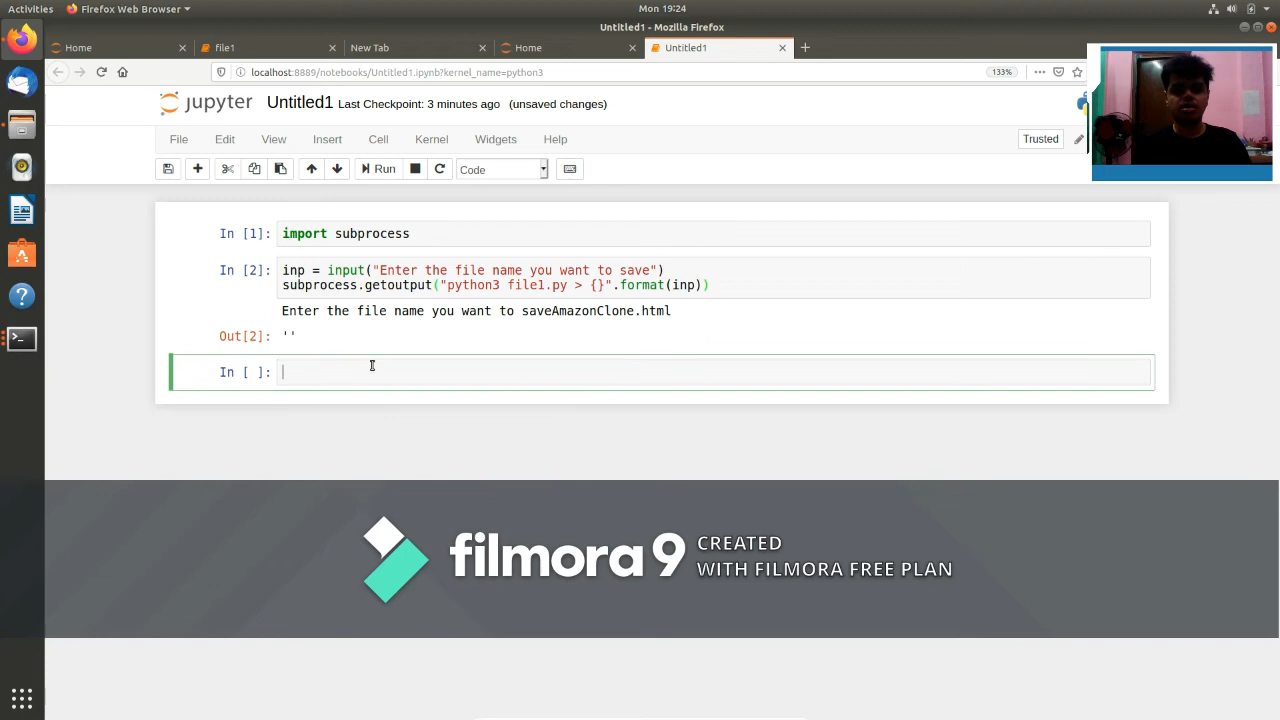 Activities
Firefox Web Browser
Mon 19:24
Untitled1 - Mozilla Firefox
Home
file1
New Tab
Home
Untitled1
localhost:8889/notebooks/Untitled1.ipynb?kernel_name=python3
133%
jupyter
Untitled1 Last Checkpoint: 3 minutes ago (unsaved changes)
File Edit View Insert Cell Kernel Widgets Help
Trusted
Run
Code
In [1]: import subprocess
In [2]: inp = input("Enter the file name you want to save")
subprocess.getoutput("python3 file1.py > {}".format(inp))
Enter the file name you want to saveAmazonClone.html
Out[2]: ''
In [ ]:
filmora 9
CREATED
WITH FILMORA FREE PLAN